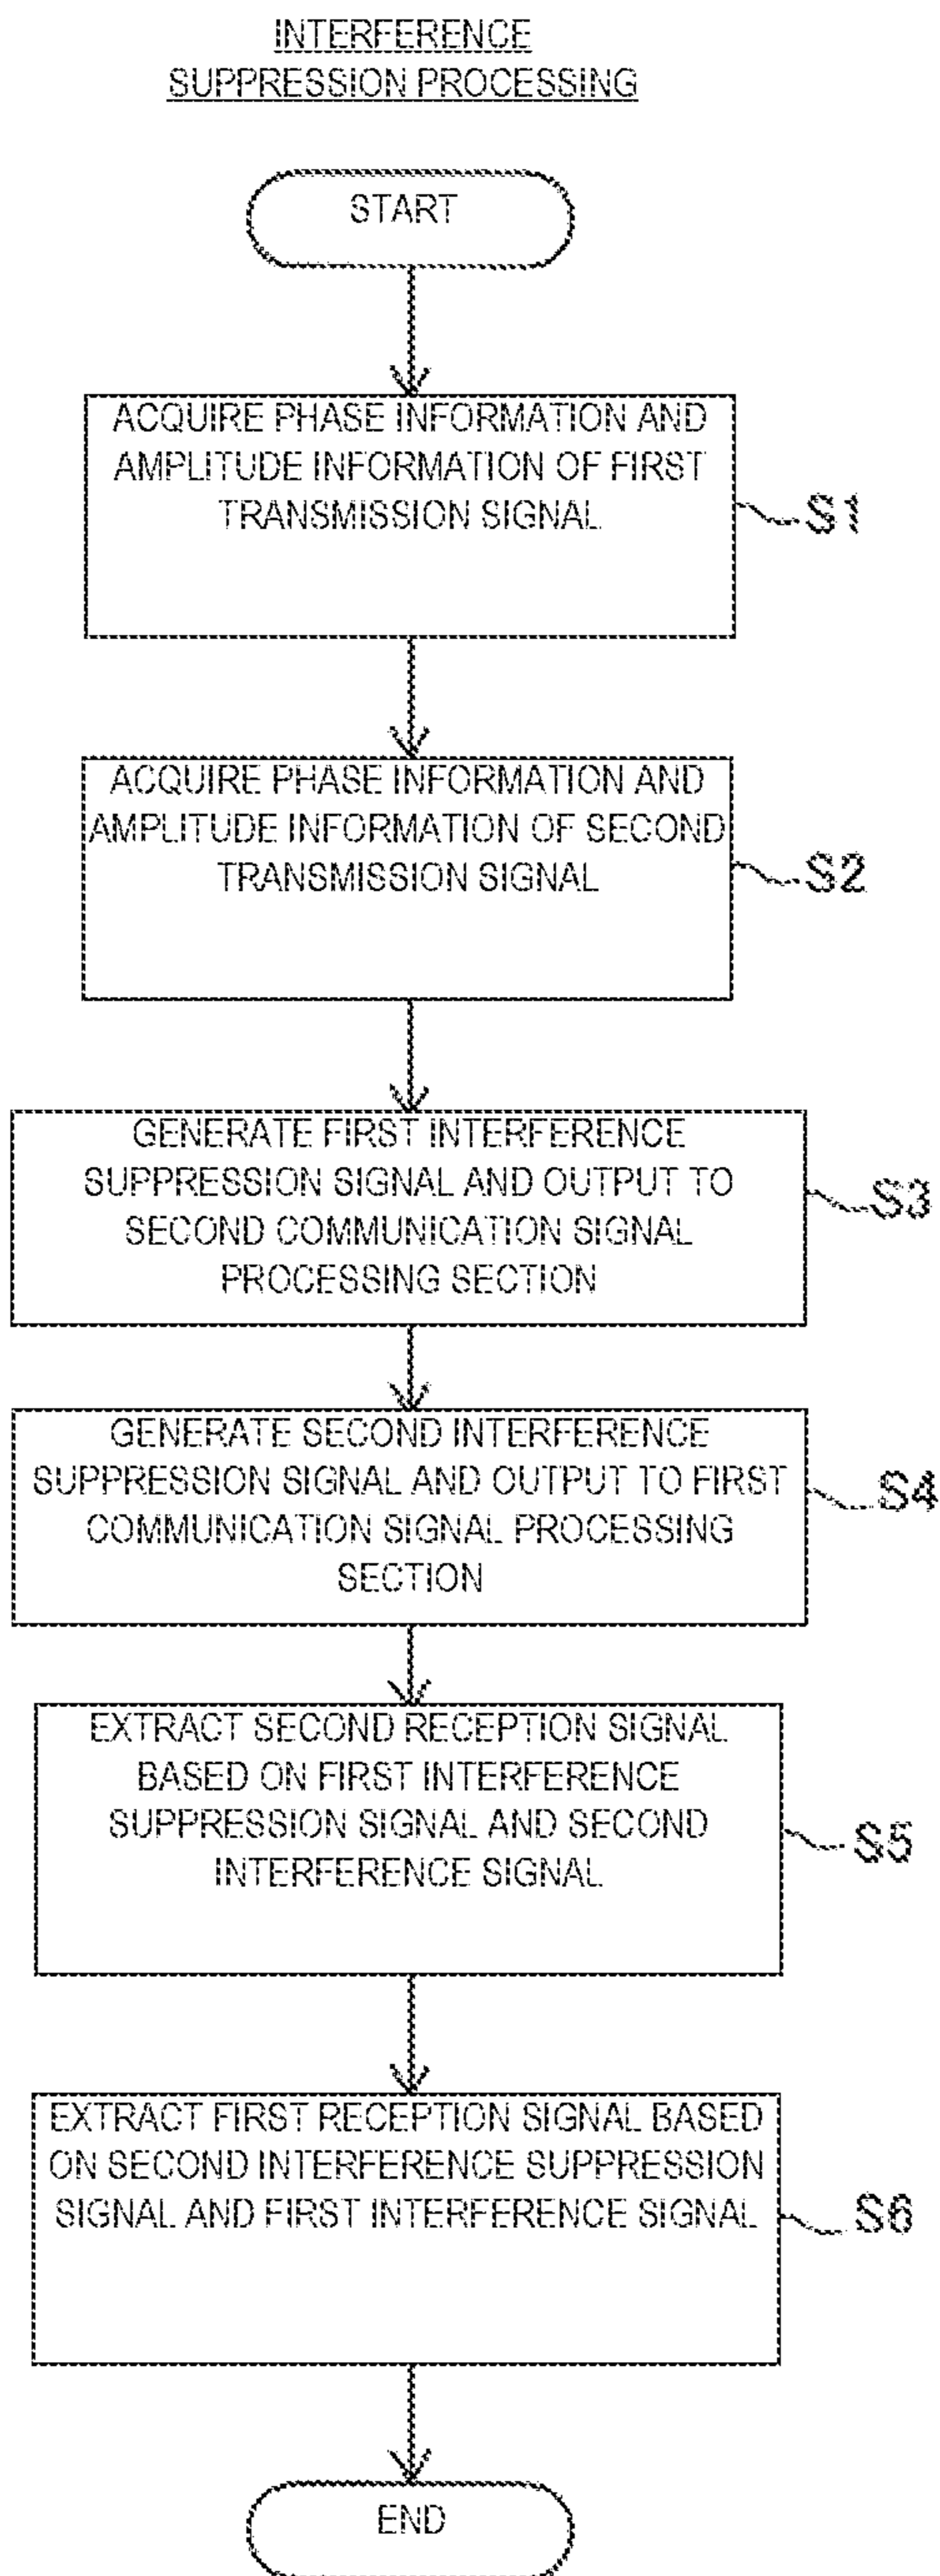 INTERFERENCE
SUPPRESSION PROCESSING
START
ACQUIRE PHASE INFORMATION AND
AMPLITUDE INFORMATION OF FIRST
TRANSMISSION SIGNAL
S1
ACQUIRE PHASE INFORMATION AND
AMPLITUDE INFORMATION OF SECOND
TRANSMISSION SIGNAL
S2
GENERATE FIRST INTERFERENCE
SUPPRESSION SIGNAL AND OUTPUT TO
SECOND COMMUNICATION SIGNAL
PROCESSING SECTION
S3
GENERATE SECOND INTERFERENCE
SUPPRESSION SIGNAL AND OUTPUT TO FIRST
COMMUNICATION SIGNAL PROCESSING
SECTION
S4
EXTRACT SECOND RECEPTION SIGNAL
BASED ON FIRST INTERFERENCE
SUPPRESSION SIGNAL AND SECOND
INTERFERENCE SIGNAL
S5
EXTRACT FIRST RECEPTION SIGNAL BASED
ON SECOND INTERFERENCE SUPPRESSION
SIGNAL AND FIRST INTERFERENCE SIGNAL
S6
END